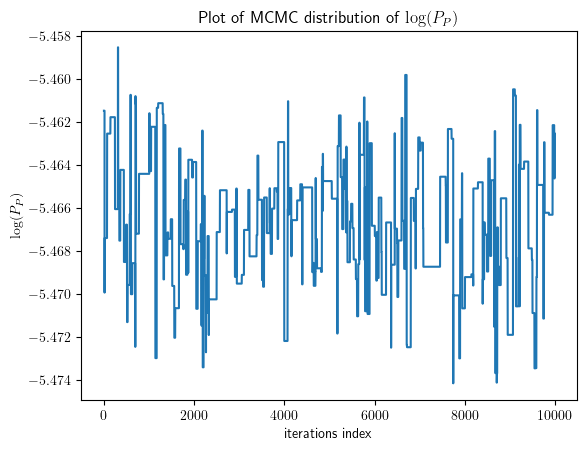 Plot of MCMC distribution of log(P_P)
−5.458
−5.460
−5.462
−5.464
−5.466
−5.468
−5.470
−5.472
−5.474
log(P_P)
0 2000 4000 6000 8000 10000
iterations index